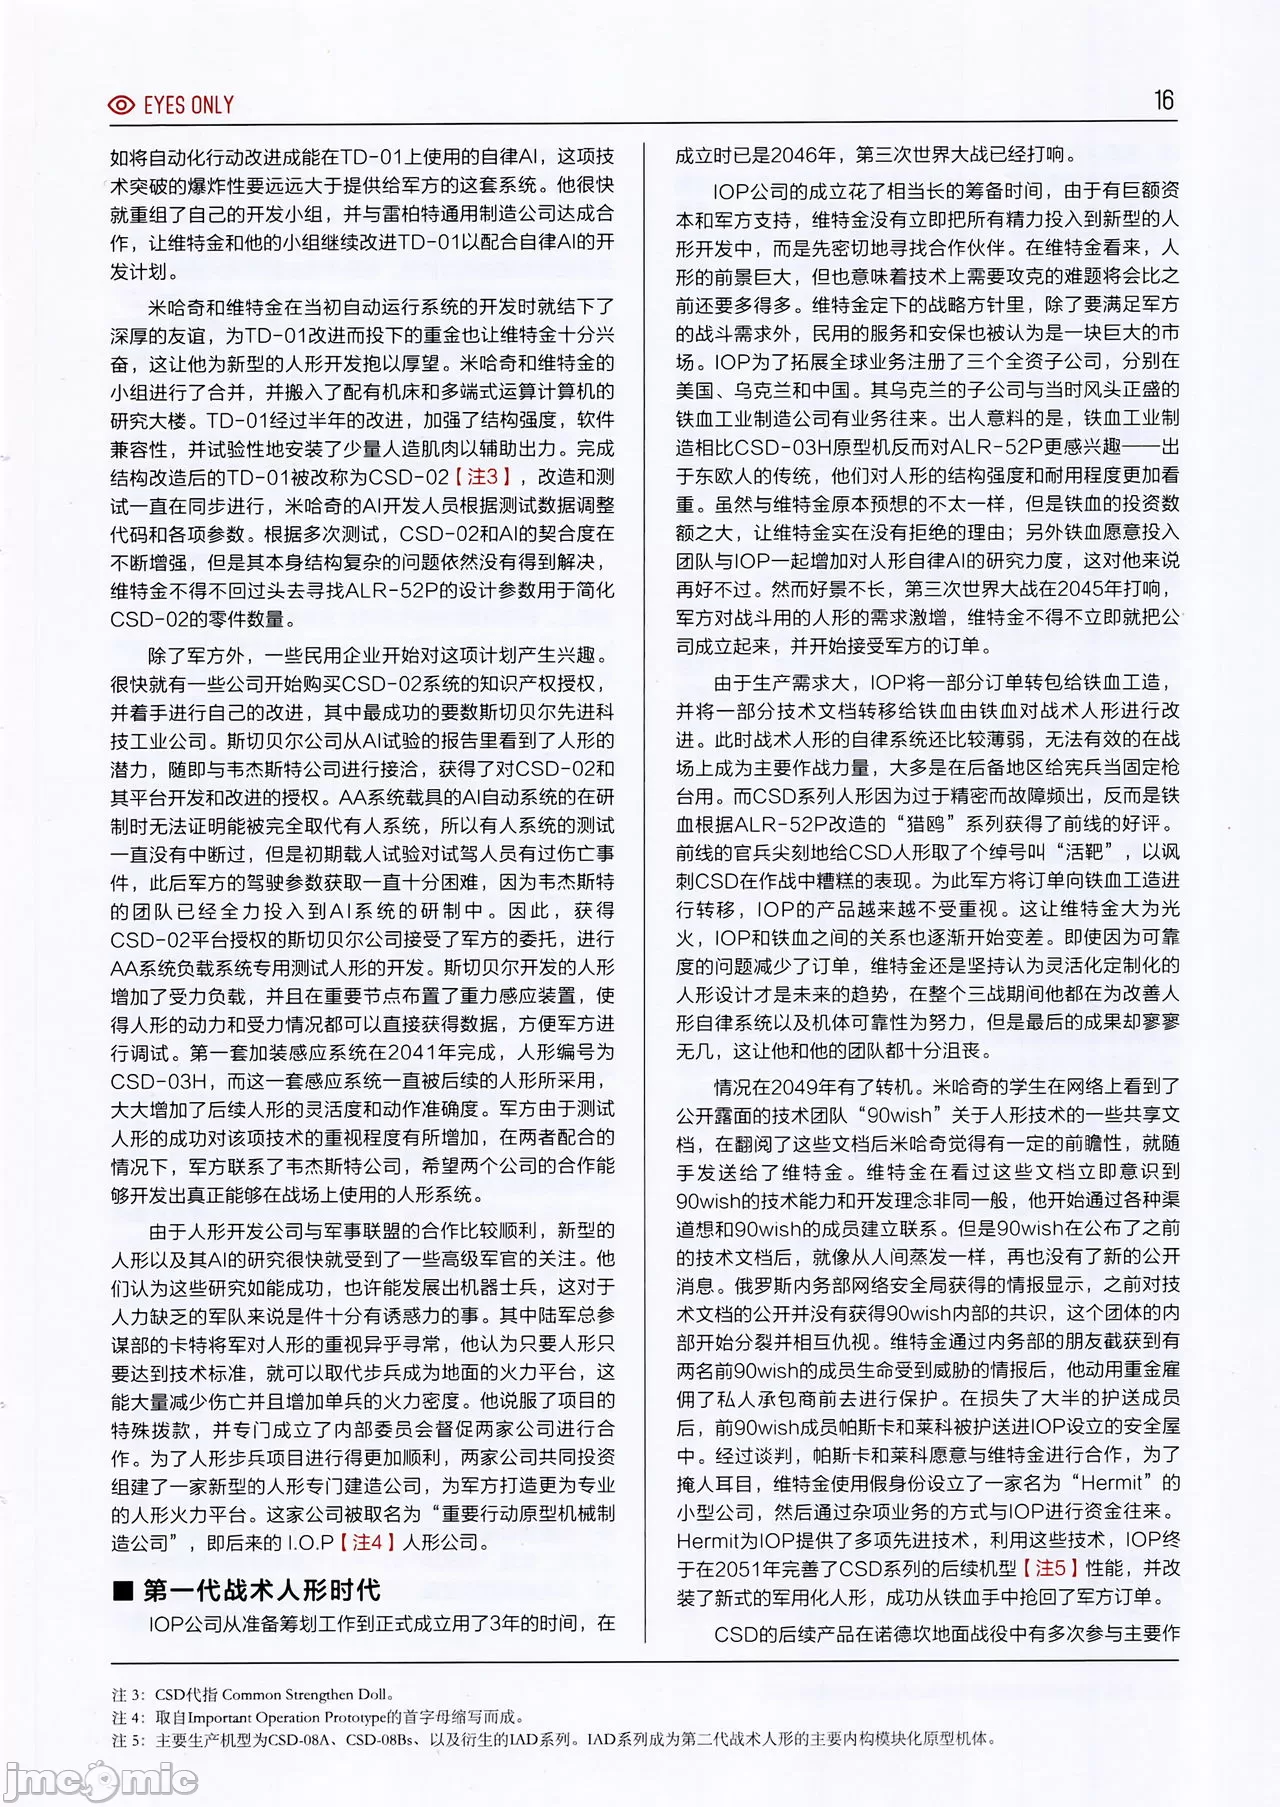 EYES ONLY
16
如将自动化行动改进成能在TD-01上使用的自律AI，这项技
术突破的爆炸性要远远大于提供给军方的这套系统。他很快
就重组了自己的开发小组，并与雷柏特通用制造公司达成合
作，让维特金和他的小组继续改进TD-01以配合自律AI的开
发计划。
米哈奇和维特金在当初自动运行系统的开发时就结下了
深厚的友谊，为TD-01改进而投下的重金也让维特金十分兴
奋，这让他为新型的人形开发抱以厚望。米哈奇和维特金的
小组进行了合并，并搬入了配有机床和多端式运算计算机的
研究大楼。TD-01经过半年的改进，加强了结构强度，软件
兼容性，并试验性地安装了少量人造肌肉以辅助出力。完成
结构改造后的TD-01被改称为CSD-02【注3】，改造和测
试一直在同步进行，米哈奇的AI开发人员根据测试数据调整
代码和各项参数。根据多次测试，CSD-02和AI的契合度在
不断增强，但是其本身结构复杂的问题依然没有得到解决，
维特金不得不回过头去寻找ALR-52P的设计参数用于简化
CSD-02的零件数量。
除了军方外，一些民用企业开始对这项计划产生兴趣。
很快就有一些公司开始购买CSD-02系统的知识产权授权，
并着手进行自己的改进，其中最成功的要数斯切贝尔先进科
技工业公司。斯切贝尔公司从AI试验的报告里看到了人形的
潜力，随即与韦杰斯特公司进行接洽，获得了对CSD-02和
其平台开发和改进的授权。AA系统载具的AI自动系统的在研
制时无法证明能被完全取代有人系统，所以有人系统的测试
一直没有中断过，但是初期载人试验对试驾人员有过伤亡事
件，此后军方的驾驶参数获取一直十分困难，因为韦杰斯特
的团队已经全力投入到AI系统的研制中。因此，获得
CSD-02平台授权的斯切贝尔公司接受了军方的委托，进行
AA系统负载系统专用测试人形的开发。斯切贝尔开发的人形
增加了受力负载，并且在重要节点布置了重力感应装置，使
得人形的动力和受力情况都可以直接获得数据，方便军方进
行调试。第一套加装感应系统在2041年完成，人形编号为
CSD-03H，而这一套感应系统一直被后续的人形所采用，
大大增加了后续人形的灵活度和动作准确度。军方由于测试
人形的成功对该项技术的重视程度有所增加，在两者配合的
情况下，军方联系了韦杰斯特公司，希望两个公司的合作能
够开发出真正能够在战场上使用的人形系统。
由于人形开发公司与军事联盟的合作比较顺利，新型的
人形以及其AI的研究很快就受到了一些高级军官的关注。他
们认为这些研究如能成功，也许能发展出机器士兵，这对于
人力缺乏的军队来说是件十分有诱惑力的事。其中陆军总参
谋部的卡特将军对人形的重视异乎寻常，他认为只要人形只
要达到技术标准，就可以取代步兵成为地面的火力平台，这
能大量减少伤亡并且增加单兵的火力密度。他说服了项目的
特殊拨款，并专门成立了内部委员会督促两家公司进行合
作。为了人形步兵项目进行得更加顺利，两家公司共同投资
组建了一家新型的人形专门建造公司，为军方打造更为专业
的人形火力平台。这家公司被取名为“重要行动原型机械制
造公司”，即后来的 I.O.P【注4】人形公司。
■ 第一代战术人形时代
IOP公司从准备筹划工作到正式成立用了3年的时间，在
成立时已是2046年，第三次世界大战已经打响。
IOP公司的成立花了相当长的筹备时间，由于有巨额资
本和军方支持，维特金没有立即把所有精力投入到新型的人
形开发中，而是先密切地寻找合作伙伴。在维特金看来，人
形的前景巨大，但也意味着技术上需要攻克的难题将会比之
前还要多得多。维特金定下的战略方针里，除了要满足军方
的战斗需求外，民用的服务和安保也被认为是一块巨大的市
场。IOP为了拓展全球业务注册了三个全资子公司，分别在
美国、乌克兰和中国。其乌克兰的子公司与当时风头正盛的
铁血工业制造公司有业务往来。出人意料的是，铁血工业制
造相比CSD-03H原型机反而对ALR-52P更感兴趣——出
于东欧人的传统，他们对人形的结构强度和耐用程度更加看
重。虽然与维特金原本预想的不太一样，但是铁血的投资数
额之大，让维特金实在没有拒绝的理由；另外铁血愿意投入
团队与IOP一起增加对人形自律AI的研究力度，这对他来说
再好不过。然而好景不长，第三次世界大战在2045年打响，
军方对战斗用的人形的需求激增，维特金不得不立即就把公
司成立起来，并开始接受军方的订单。
由于生产需求大，IOP将一部分订单转包给铁血工造，
并将一部分技术文档转移给铁血由铁血对战术人形进行改
进。此时战术人形的自律系统还比较薄弱，无法有效的在战
场上成为主要作战力量，大多是在后备地区给宪兵当固定枪
台用。而CSD系列人形因为过于精密而故障频出，反而是铁
血根据ALR-52P改造的“猎鸥”系列获得了前线的好评。
前线的官兵尖刻地给CSD人形取了个绰号叫“活靶”，以讽
刺CSD在作战中糟糕的表现。为此军方将订单向铁血工造进
行转移，IOP的产品越来越不受重视。这让维特金大为光
火，IOP和铁血之间的关系也逐渐开始变差。即使因为可靠
度的问题减少了订单，维特金还是坚持认为灵活化定制化的
人形设计才是未来的趋势，在整个三战期间他都在为改善人
形自律系统以及机体可靠性为努力，但是最后的成果却寥寥
无几，这让他和他的团队都十分沮丧。
情况在2049年有了转机。米哈奇的学生在网络上看到了
公开露面的技术团队“90wish”关于人形技术的一些共享文
档，在翻阅了这些文档后米哈奇觉得有一定的前瞻性，就随
手发送给了维特金。维特金在看过这些文档立即意识到
90wish的技术能力和开发理念非同一般，他开始通过各种渠
道想和90wish的成员建立联系。但是90wish在公布了之前
的技术文档后，就像从人间蒸发一样，再也没有了新的公开
消息。俄罗斯内务部网络安全局获得的情报显示，之前对技
术文档的公开并没有获得90wish内部的共识，这个团体的内
部开始分裂并相互仇视。维特金通过内务部的朋友截获到有
两名前90wish的成员生命受到威胁的情报后，他动用重金雇
佣了私人承包商前去进行保护。在损失了大半的护送成员
后，前90wish成员帕斯卡和莱科被护送进IOP设立的安全屋
中。经过谈判，帕斯卡和莱科愿意与维特金进行合作，为了
掩人耳目，维特金使用假身份设立了一家名为“Hermit”的
小型公司，然后通过杂项业务的方式与IOP进行资金往来。
Hermit为IOP提供了多项先进技术，利用这些技术，IOP终
于在2051年完善了CSD系列的后续机型【注5】性能，并改
装了新式的军用化人形，成功从铁血手中抢回了军方订单。
CSD的后续产品在诺德坎地面战役中有多次参与主要作
注 3：CSD代指 Common Strengthen Doll。
注 4：取自Important Operation Prototype的首字母缩写而成。
注 5：主要生产机型为CSD-08A、CSD-08Bs、以及衍生的IAD系列。IAD系列成为第二代战术人形的主要内构模块化原型机体。
jmcomic